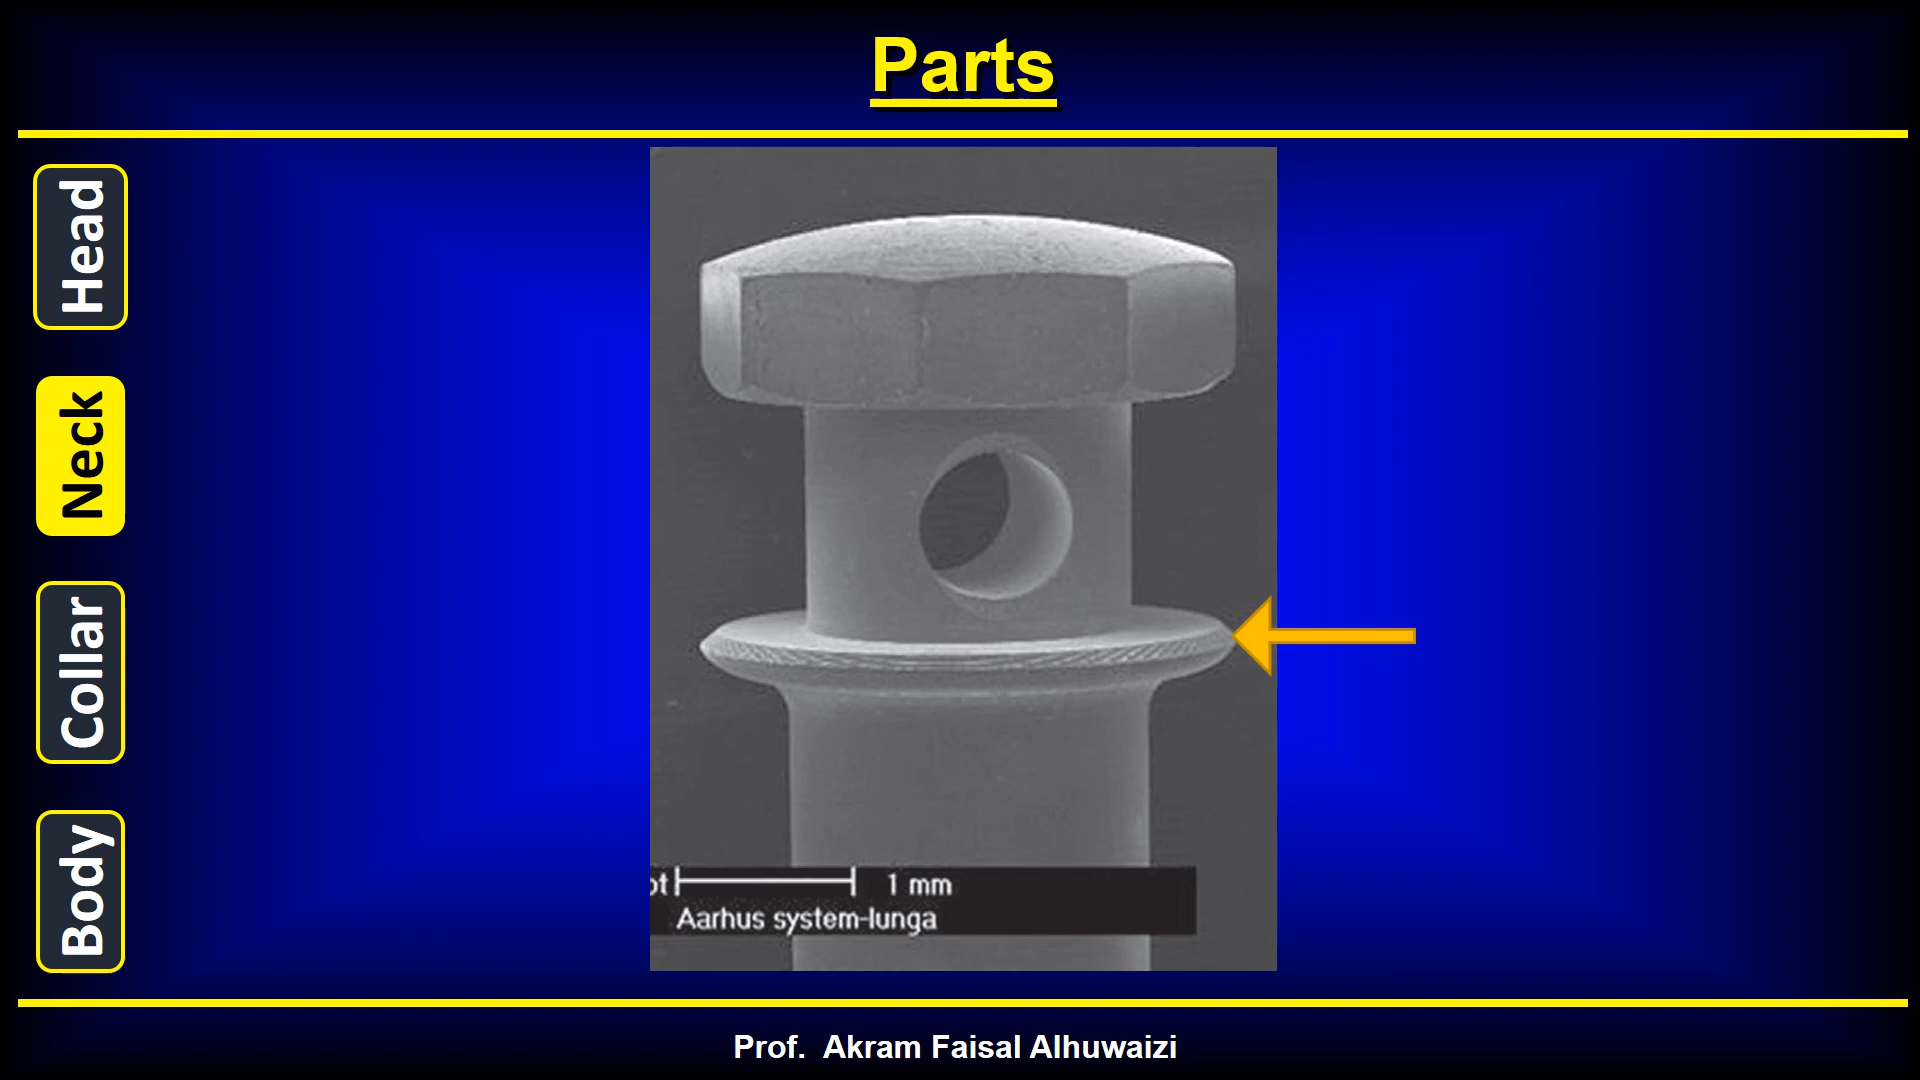 Parts
Head
Neck
Collar
Body
1 mm
Aarhus system-lunga
Prof. Akram Faisal Alhuwaizi